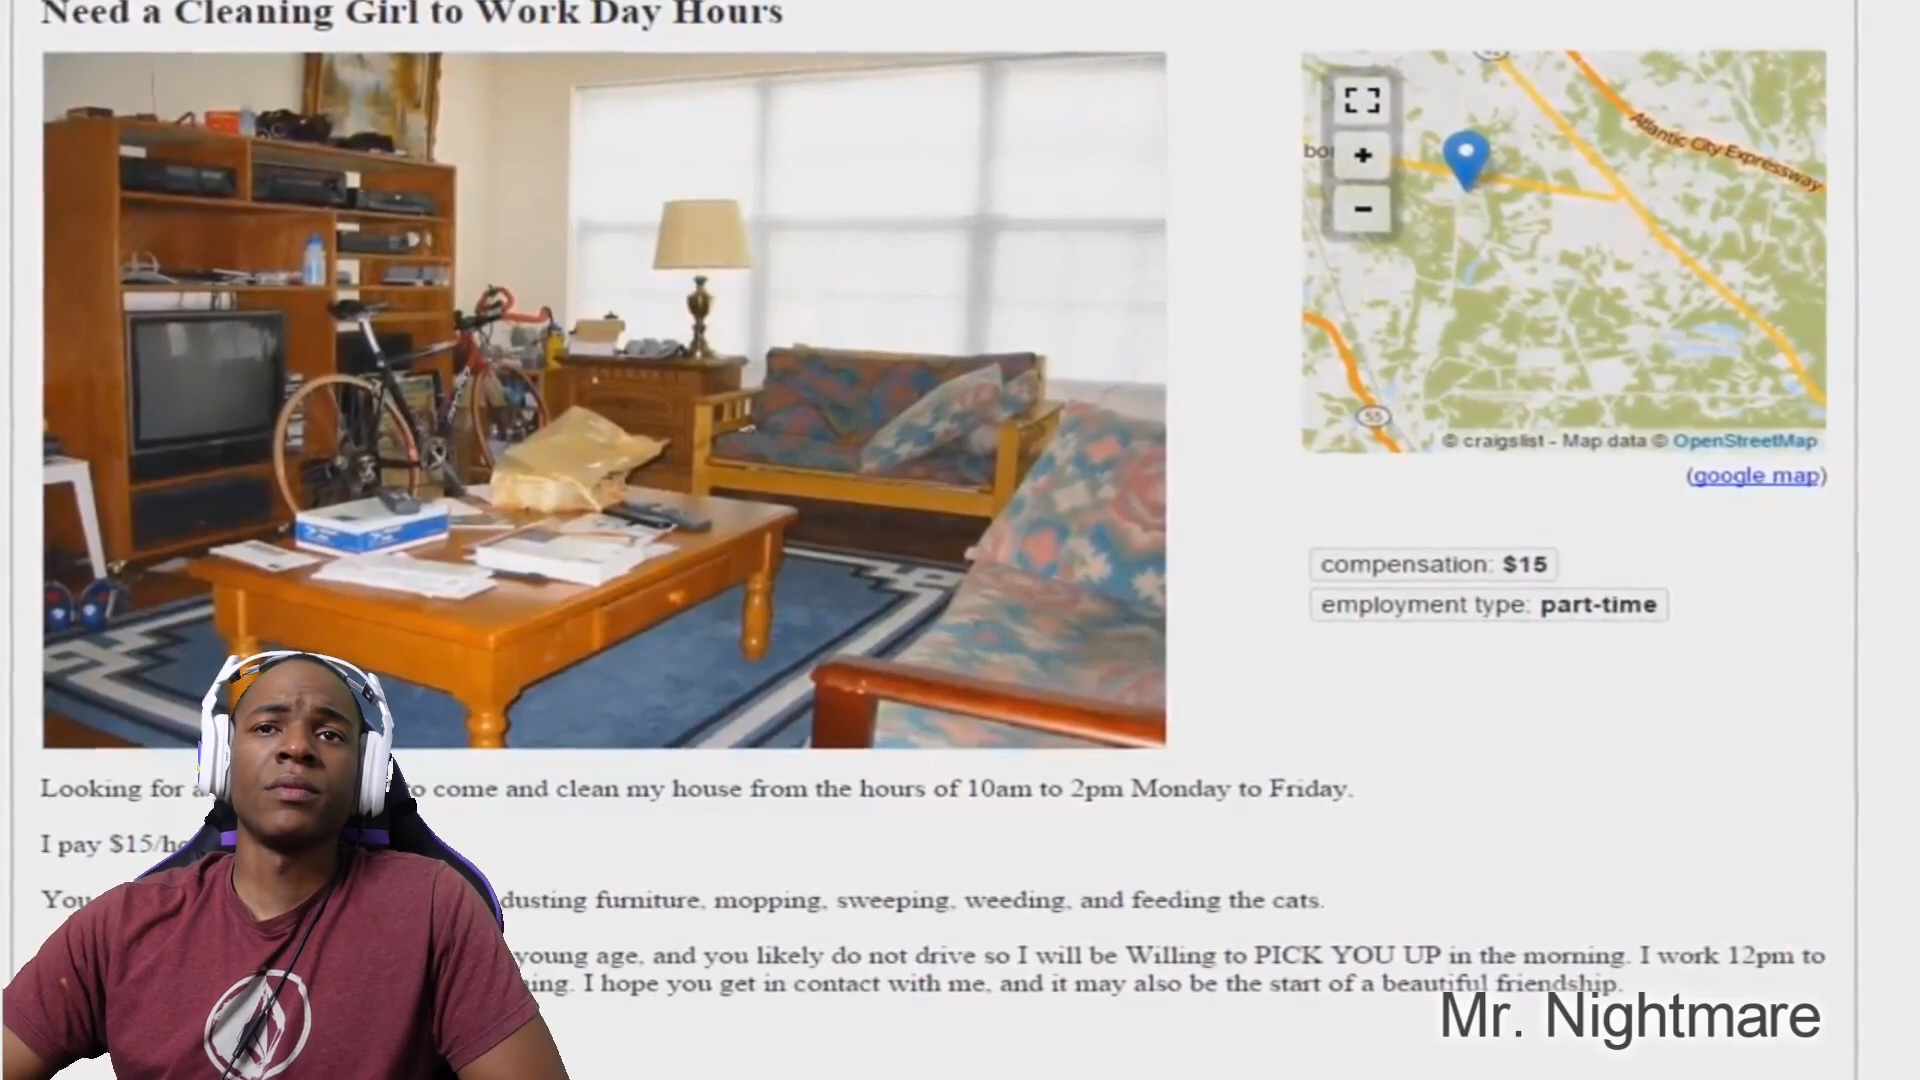 Need a Cleaning Girl to Work Day Hours
Atlantic City Expressway
55
© craigslist - Map data © OpenStreetMap
(google map)
compensation: $15
employment type: part-time
Looking for come and clean my house from the hours of 10am to 2pm Monday to Friday.
I pay $15/
You dusting furniture, mopping, sweeping, weeding, and feeding the cats.
young age, and you likely do not drive so I will be Willing to PICK YOU UP in the morning. I work 12pm to
I hope you get in contact with me, and it may also be the start of a beautiful friendship.
Mr. Nightmare